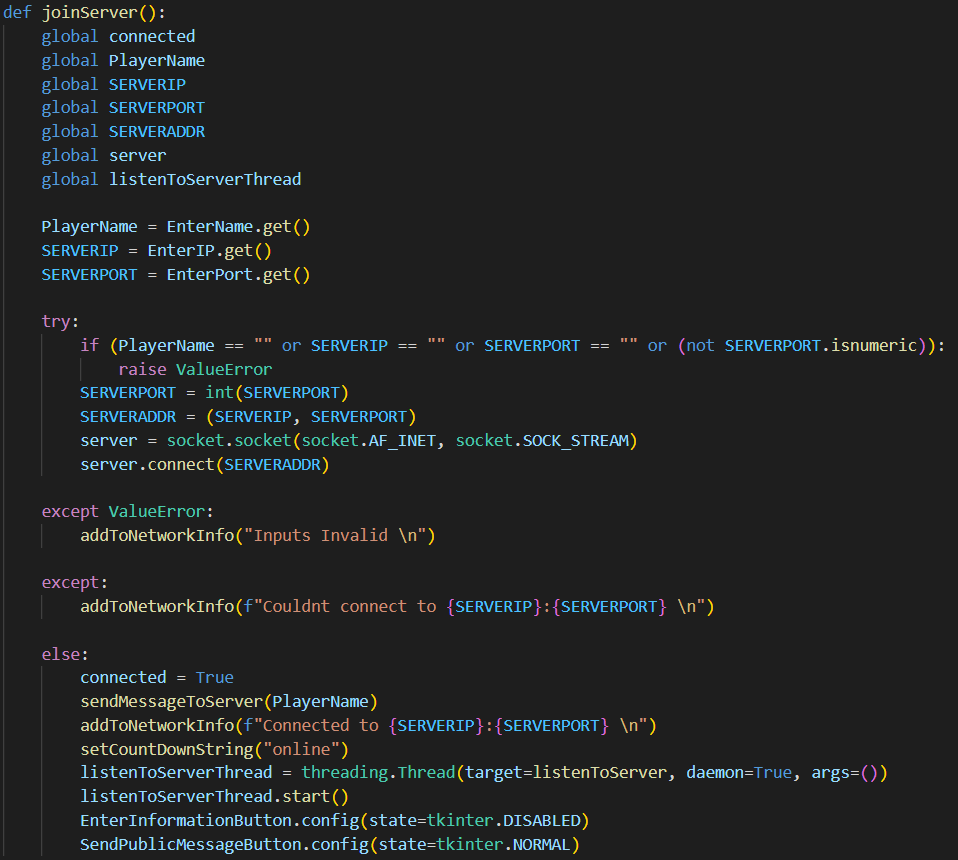 def joinServer():
    global connected
    global PlayerName
    global SERVERIP
    global SERVERPORT
    global SERVERADDR
    global server
    global listenToServerThread

    PlayerName = EnterName.get()
    SERVERIP = EnterIP.get()
    SERVERPORT = EnterPort.get()

    try:
        if (PlayerName == "" or SERVERIP == "" or SERVERPORT == "" or (not SERVERPORT.isnumeric)):
            raise ValueError
        SERVERPORT = int(SERVERPORT)
        SERVERADDR = (SERVERIP, SERVERPORT)
        server = socket.socket(socket.AF_INET, socket.SOCK_STREAM)
        server.connect(SERVERADDR)

    except ValueError:
        addToNetworkInfo("Inputs Invalid \n")

    except:
        addToNetworkInfo(f"Couldnt connect to {SERVERIP}:{SERVERPORT} \n")

    else:
        connected = True
        sendMessageToServer(PlayerName)
        addToNetworkInfo(f"Connected to {SERVERIP}:{SERVERPORT} \n")
        setCountDownString("online")
        listenToServerThread = threading.Thread(target=listenToServer, daemon=True, args=())
        listenToServerThread.start()
        EnterInformationButton.config(state=tkinter.DISABLED)
        SendPublicMessageButton.config(state=tkinter.NORMAL)